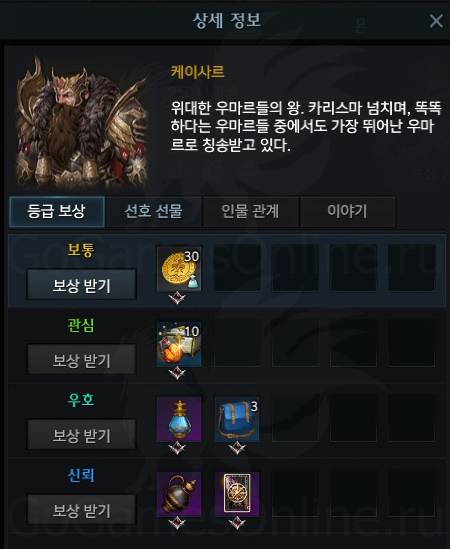 상세 정보
케이사르
위대한 우마르들의 왕. 카리스마 넘치며, 똑똑
하다는 우마르들 중에서도 가장 뛰어난 우마
르로 칭송받고 있다.
등급 보상 선호 선물 인물 관계 이야기
보통
30
보상 받기
관심
10
보상 받기
우호
3
보상 받기
신뢰
보상 받기
GoGamesOnline.ru
GoGamesOnline.ru